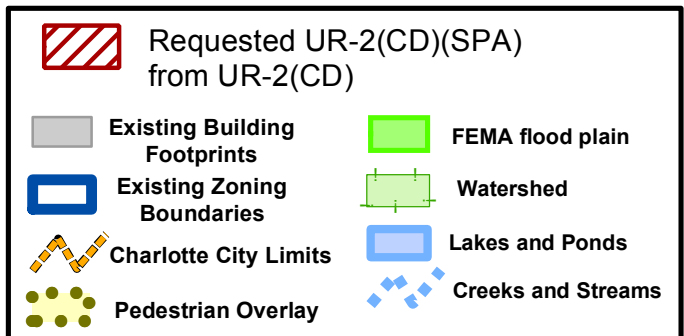 Requested UR-2(CD)(SPA)
from UR-2(CD)
Existing Building
Footprints
Existing Zoning
Boundaries
Charlotte City Limits
Pedestrian Overlay
FEMA flood plain
Watershed
Lakes and Ponds
Creeks and Streams